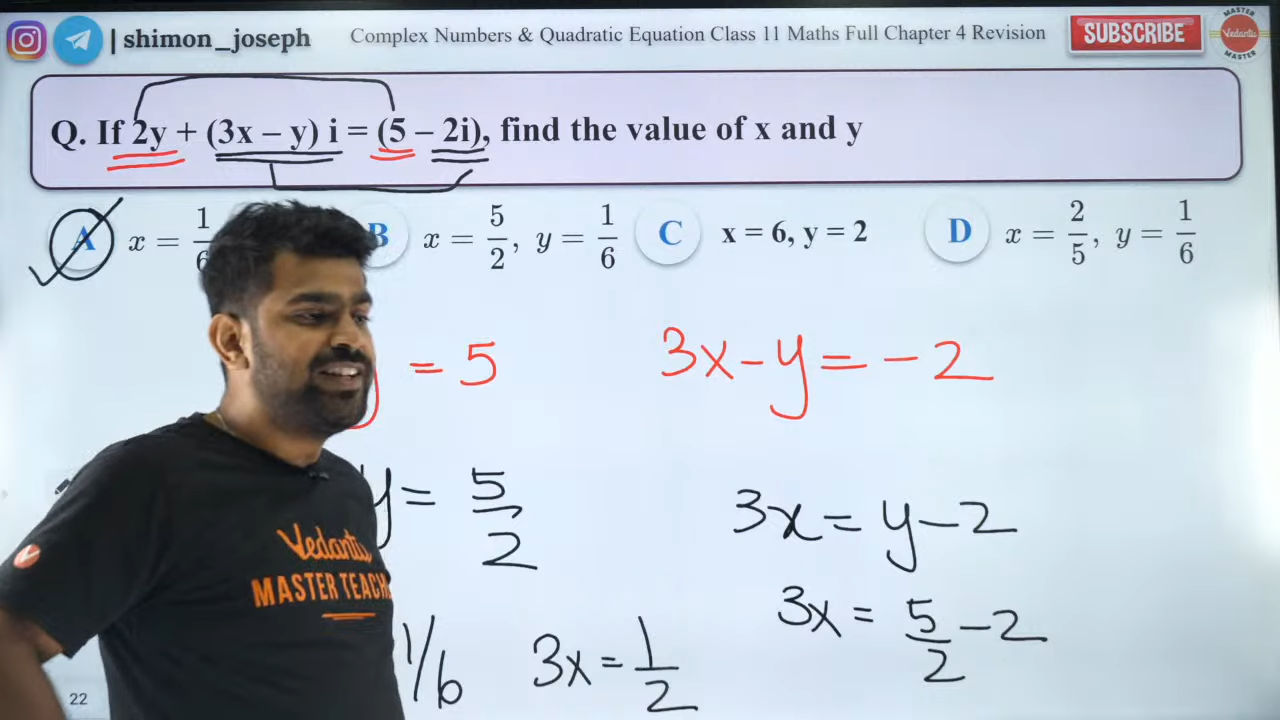 | shimon_joseph Complex Numbers & Quadratic Equation Class 11 Maths Full Chapter 4 Revision SUBSCRIBE MASTER Vedantu MASTER
Q. If 2y + (3x – y) i = (5 – 2i), find the value of x and y
A x = 1/6 B x = 5/2, y = 1/6 C x = 6, y = 2 D x = 2/5, y = 1/6
y = 5 3x - y = - 2
y = 5/2 3x = y - 2
Vedantu
MASTER TEACH
3x = 5/2 - 2
1/6 3x = 1/2
22